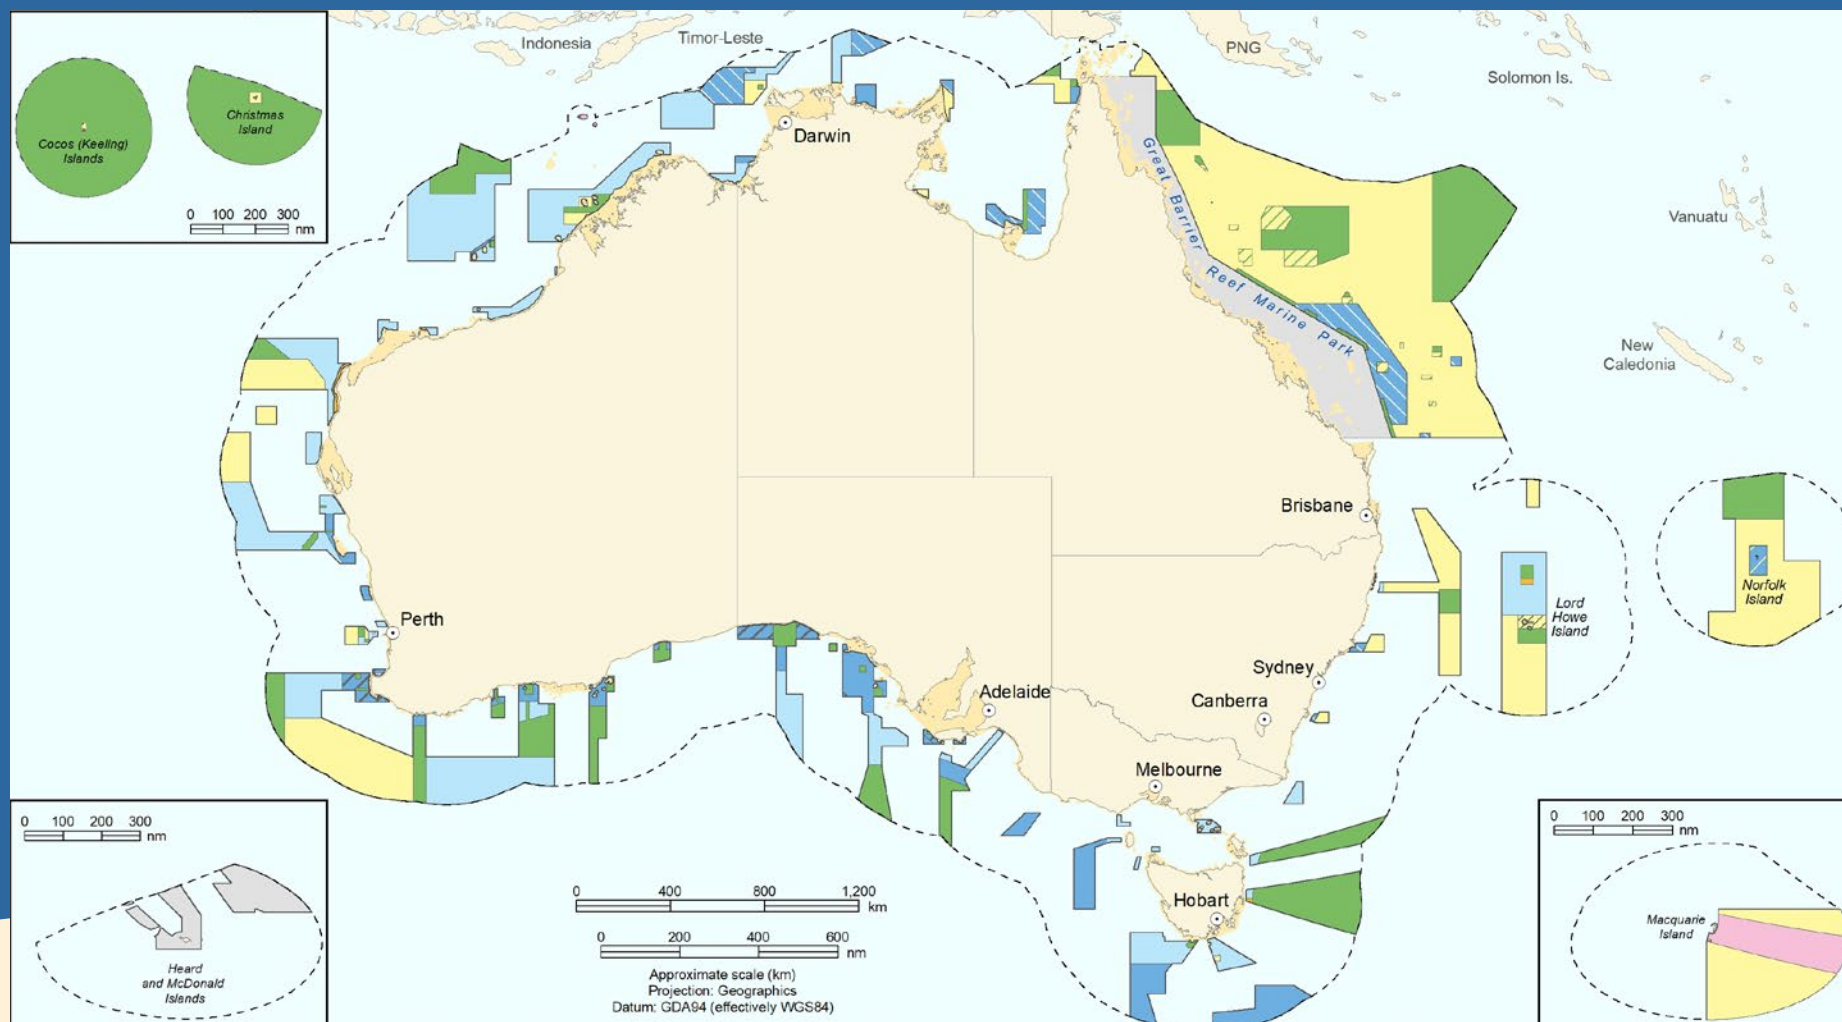 Indonesia
Timor-Leste
PNG
Solomon Is.
Cocos (Keeling)
Islands
Christmas
Island
0 100 200 300
nm
Darwin
Great Barrier Reef Marine Park
Vanuatu
New
Caledonia
Brisbane
Norfolk
Island
Lord
Howe
Island
Perth
Sydney
Adelaide
Canberra
Melbourne
Hobart
0 100 200 300
nm
Heard
and McDonald
Islands
0 400 800 1,200
km
0 200 400 600
nm
Approximate scale (km)
Projection: Geographics
Datum: GDA94 (effectively WGS84)
0 100 200 300
nm
Macquarie
Island